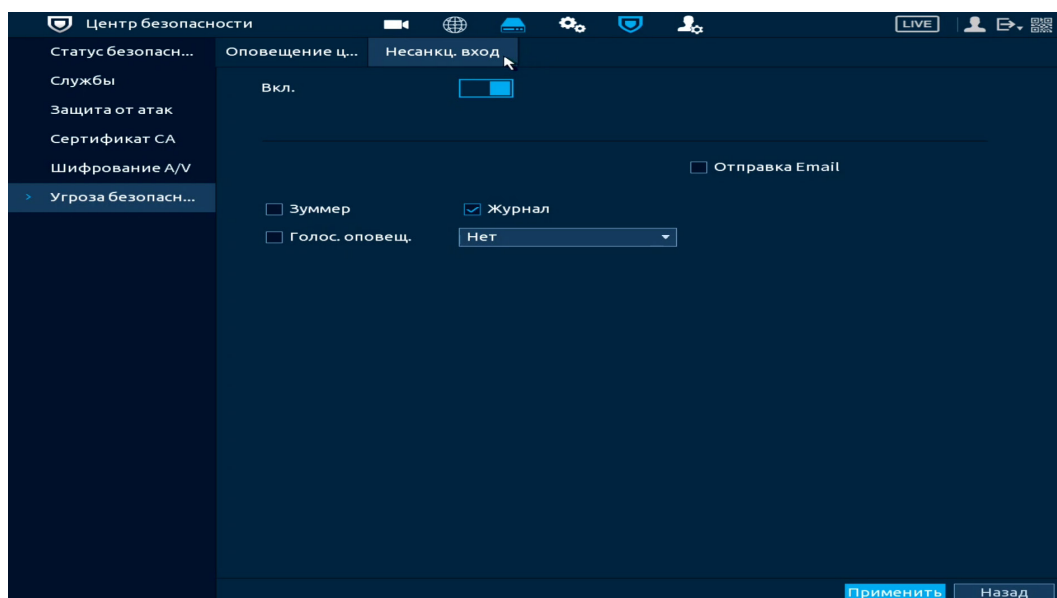 Центр безопасности
LIVE
Статус безопасн...
Оповещение ц...
Несанкц. вход
Службы
Вкл.
Защита от атак
Сертификат CA
Шифрование A/V
Отправка Email
> Угроза безопасн...
Зуммер
Журнал
Голос. оповещ.
Нет
Применить
Назад